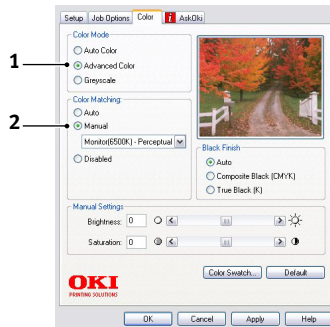 Setup Job Options Color AskOki
Color Mode
Auto Color
1
Advanced Color
Greyscale
Color Matching
Auto
2
Manual
Monitor(6500K) - Perceptual
Disabled
Black Finish
Auto
Composite Black (CMYK)
True Black (K)
Manual Settings
Brightness: 0
Saturation: 0
OKI
PRINTING SOLUTIONS
Color Swatch... Default
OK Cancel Apply Help